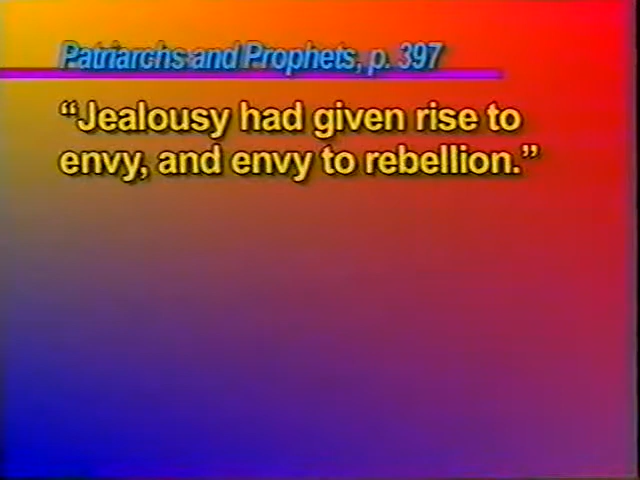 Patriarchs and Prophets, p. 397
“Jealousy had given rise to
envy, and envy to rebellion.”